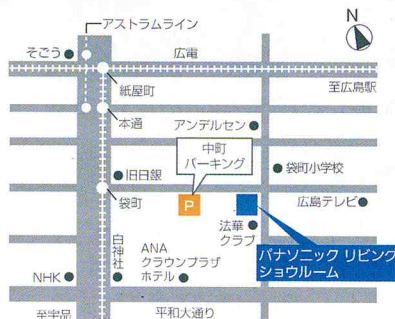 アストラムライン
N
そごう
広電
紙屋町
至広島駅
本通
アンデルセン
中町
パーキング
旧日銀
袋町小学校
袋町
P
広島テレビ
白神社
ANA
クラウンプラザ
ホテル
法華
クラブ
パナソニック リビング
ショウルーム
NHK
至宇品
平和大通り